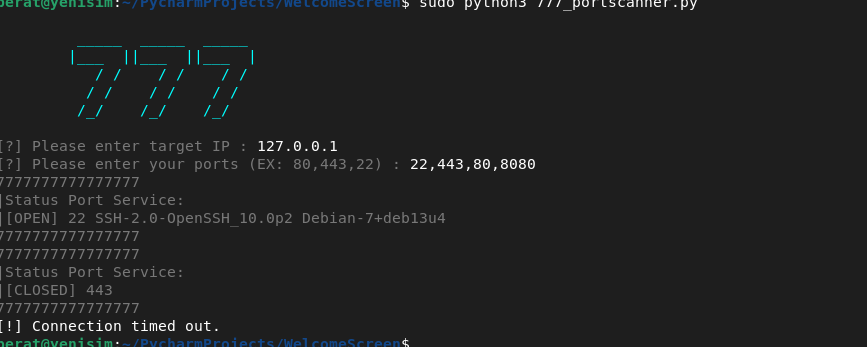 berat@yenisim:~/PycharmProjects/WelcomeScreen$ sudo python3 777_portscanner.py
777
[?] Please enter target IP : 127.0.0.1
[?] Please enter your ports (EX: 80,443,22) : 22,443,80,8080
7777777777777777
|Status Port Service:
|[OPEN] 22 SSH-2.0-OpenSSH_10.0p2 Debian-7+deb13u4
7777777777777777
7777777777777777
|Status Port Service:
|[CLOSED] 443
7777777777777777
[!] Connection timed out.
berat@yenisim:~/PycharmProjects/WelcomeScreen$